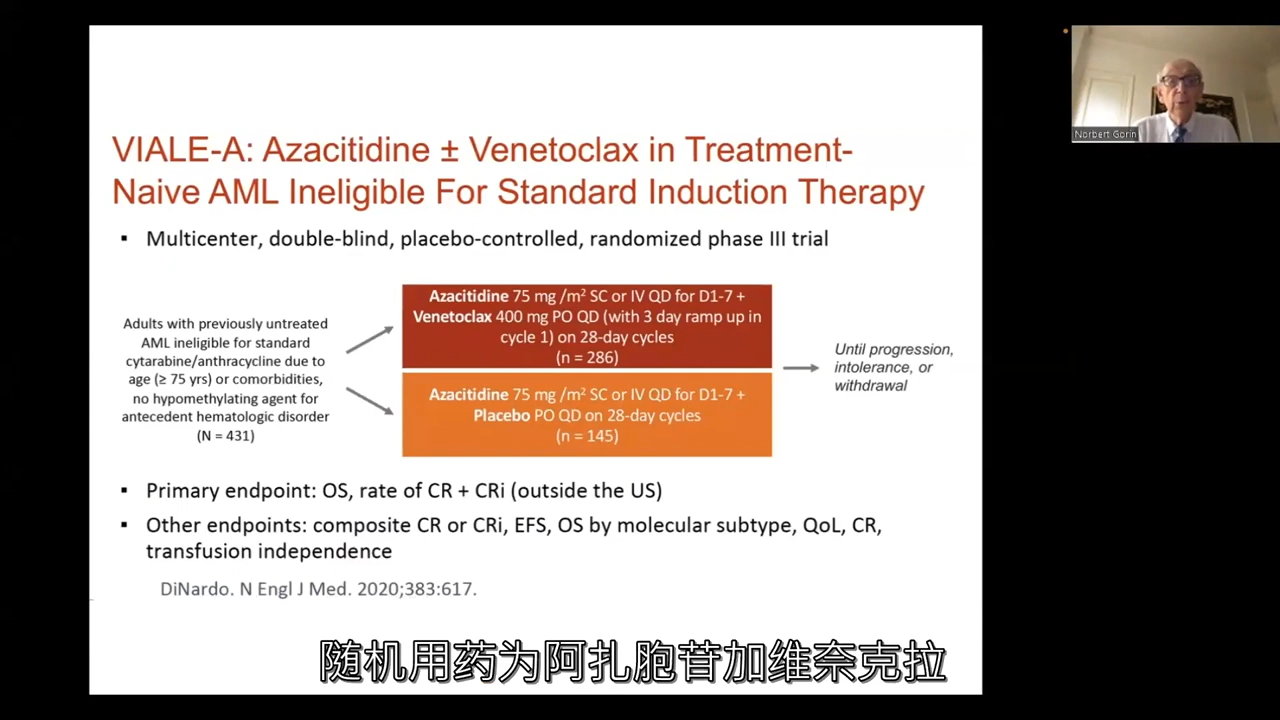 VIALE-A: Azacitidine ± Venetoclax in Treatment-
Naive AML Ineligible For Standard Induction Therapy
▪ Multicenter, double-blind, placebo-controlled, randomized phase III trial
Adults with previously untreated
AML ineligible for standard
cytarabine/anthracycline due to
age (≥ 75 yrs) or comorbidities,
no hypomethylating agent for
antecedent hematologic disorder
(N = 431)
Azacitidine 75 mg /m² SC or IV QD for D1-7 +
Venetoclax 400 mg PO QD (with 3 day ramp up in
cycle 1) on 28-day cycles
(n = 286)
Azacitidine 75 mg /m² SC or IV QD for D1-7 +
Placebo PO QD on 28-day cycles
(n = 145)
Until progression,
intolerance, or
withdrawal
▪ Primary endpoint: OS, rate of CR + CRi (outside the US)
▪ Other endpoints: composite CR or CRi, EFS, OS by molecular subtype, QoL, CR,
transfusion independence
DiNardo. N Engl J Med. 2020;383:617.
随机用药为阿扎胞苷加维奈克拉
Norbert Gorin